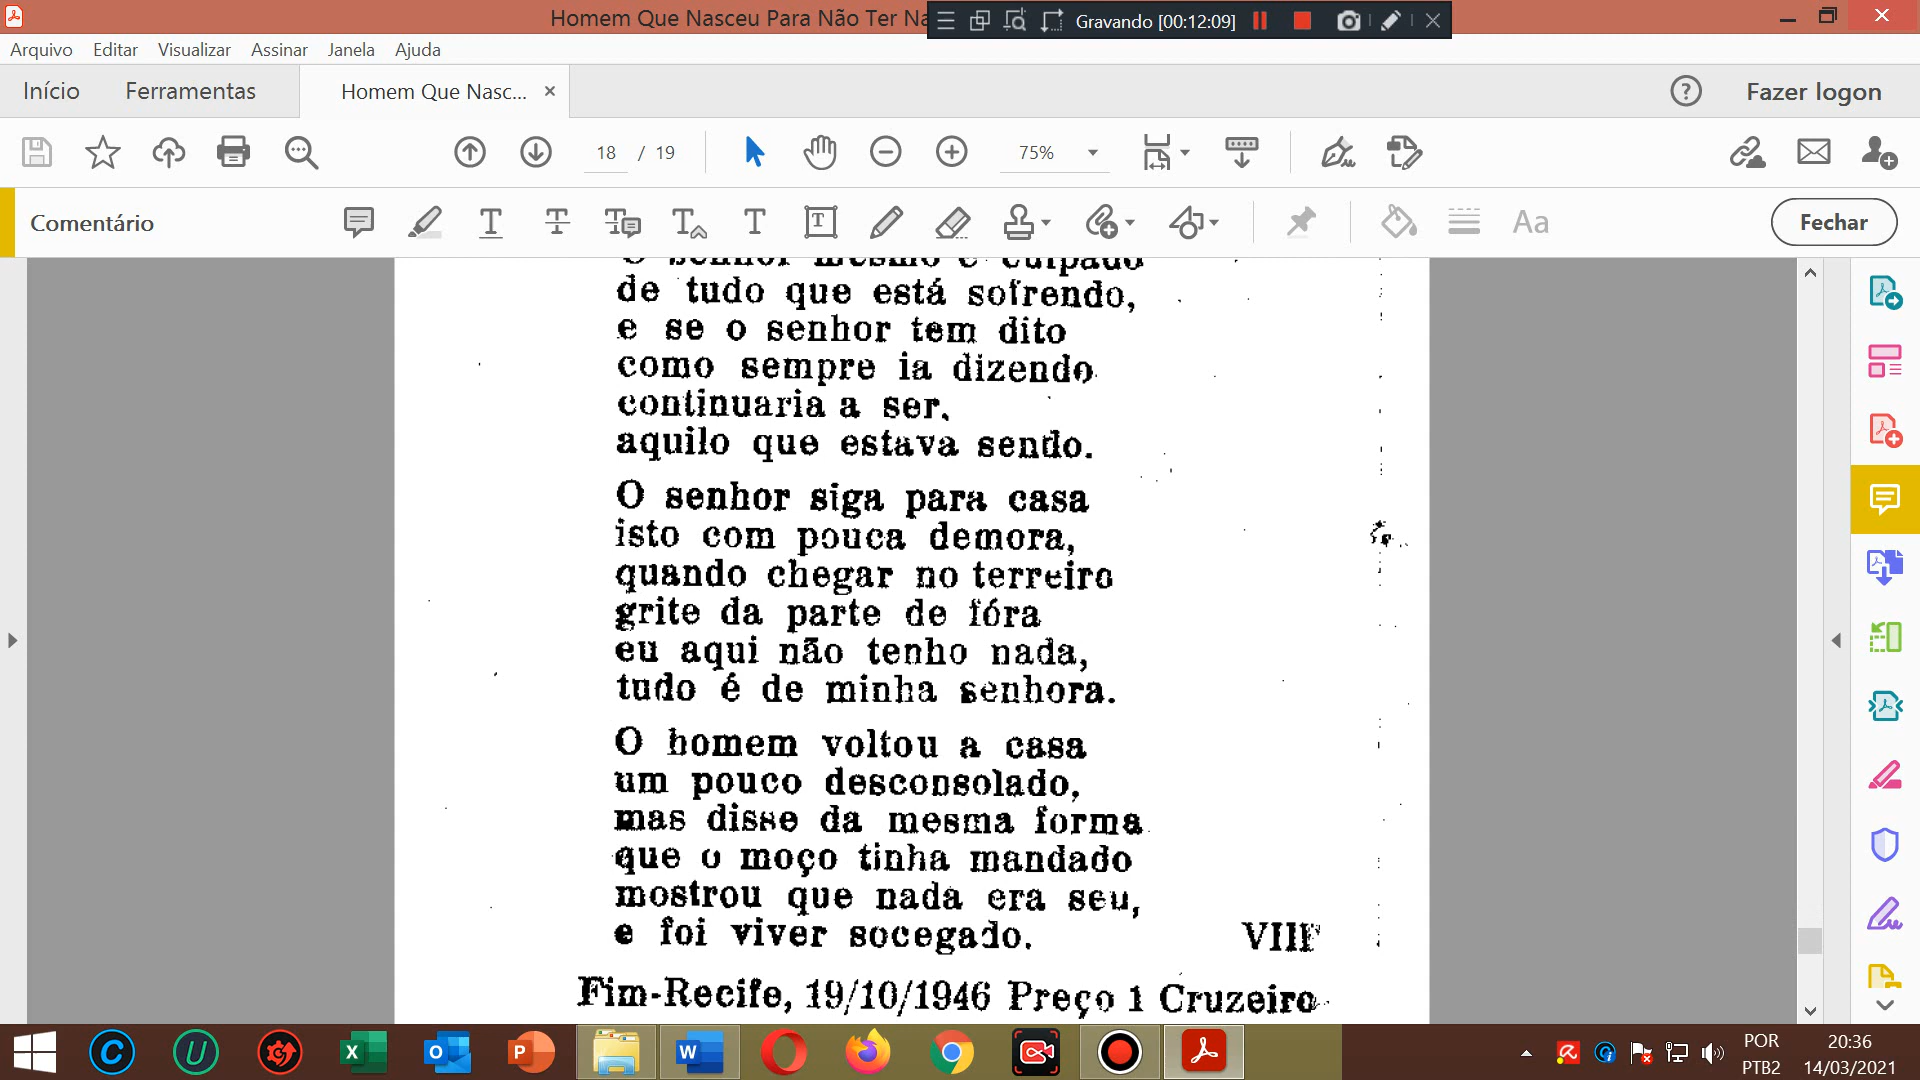 Homem Que Nasceu Para Não Ter Na
Gravando [00:12:09]
Arquivo Editar Visualizar Assinar Janela Ajuda
Início Ferramentas Homem Que Nasc... Fazer logon
18 / 19 75%
Comentário Fechar
O senhor mesmo é culpado
de tudo que está sofrendo,
e se o senhor tem dito
como sempre ia dizendo
continuaria a ser,
aquilo que estava sendo.
O senhor siga para casa
isto com pouca demora,
quando chegar no terreiro
grite da parte de fóra
eu aqui não tenho nada,
tudo é de minha senhora.
O homem voltou a casa
um pouco desconsolado,
mas disse da mesma forma
que o moço tinha mandado
mostrou que nada era seu,
e foi viver socegado.
Fim-Recife, 19/10/1946 Preço 1 Cruzeiro
POR 20:36
PTB2 14/03/2021